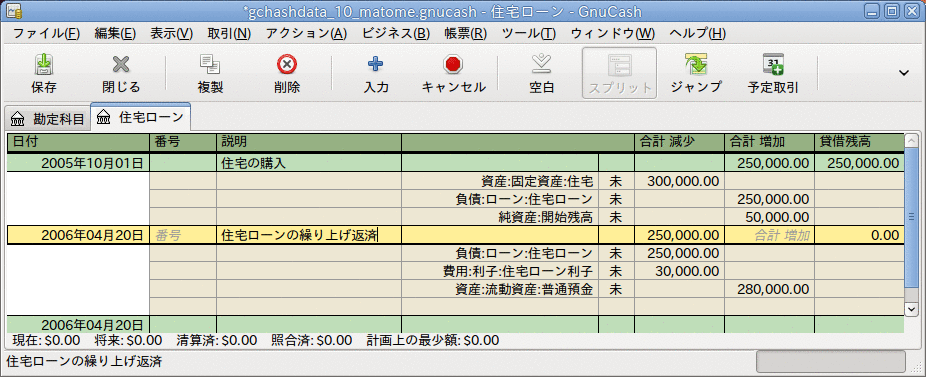 *gchashdata_10_matome.gnucash - 住宅ローン - GnuCash
ファイル(F) 編集(E) 表示(V) 取引(N) アクション(A) ビジネス(B) 帳票(R) ツール(T) ウィンドウ(W) ヘルプ(H)
保存 閉じる 複製 削除 入力 キャンセル 空白 スプリット ジャンプ 予定取引
勘定科目 住宅ローン
日付 番号 説明 合計 減少 合計 増加 貸借残高
2005年10月01日 住宅の購入 250,000.00 250,000.00
資産:固定資産:住宅 未 300,000.00
負債:ローン:住宅ローン 未 250,000.00
純資産:開始残高 未 50,000.00
2006年04月20日 番号 住宅ローンの繰り上げ返済 250,000.00 合計 増加 0.00
負債:ローン:住宅ローン 未 250,000.00
費用:利子:住宅ローン利子 未 30,000.00
資産:流動資産:普通預金 未 280,000.00
2006年04月20日
現在: $0.00 将来: $0.00 清算済: $0.00 照合済: $0.00 計画上の最少額: $0.00
住宅ローンの繰り上げ返済